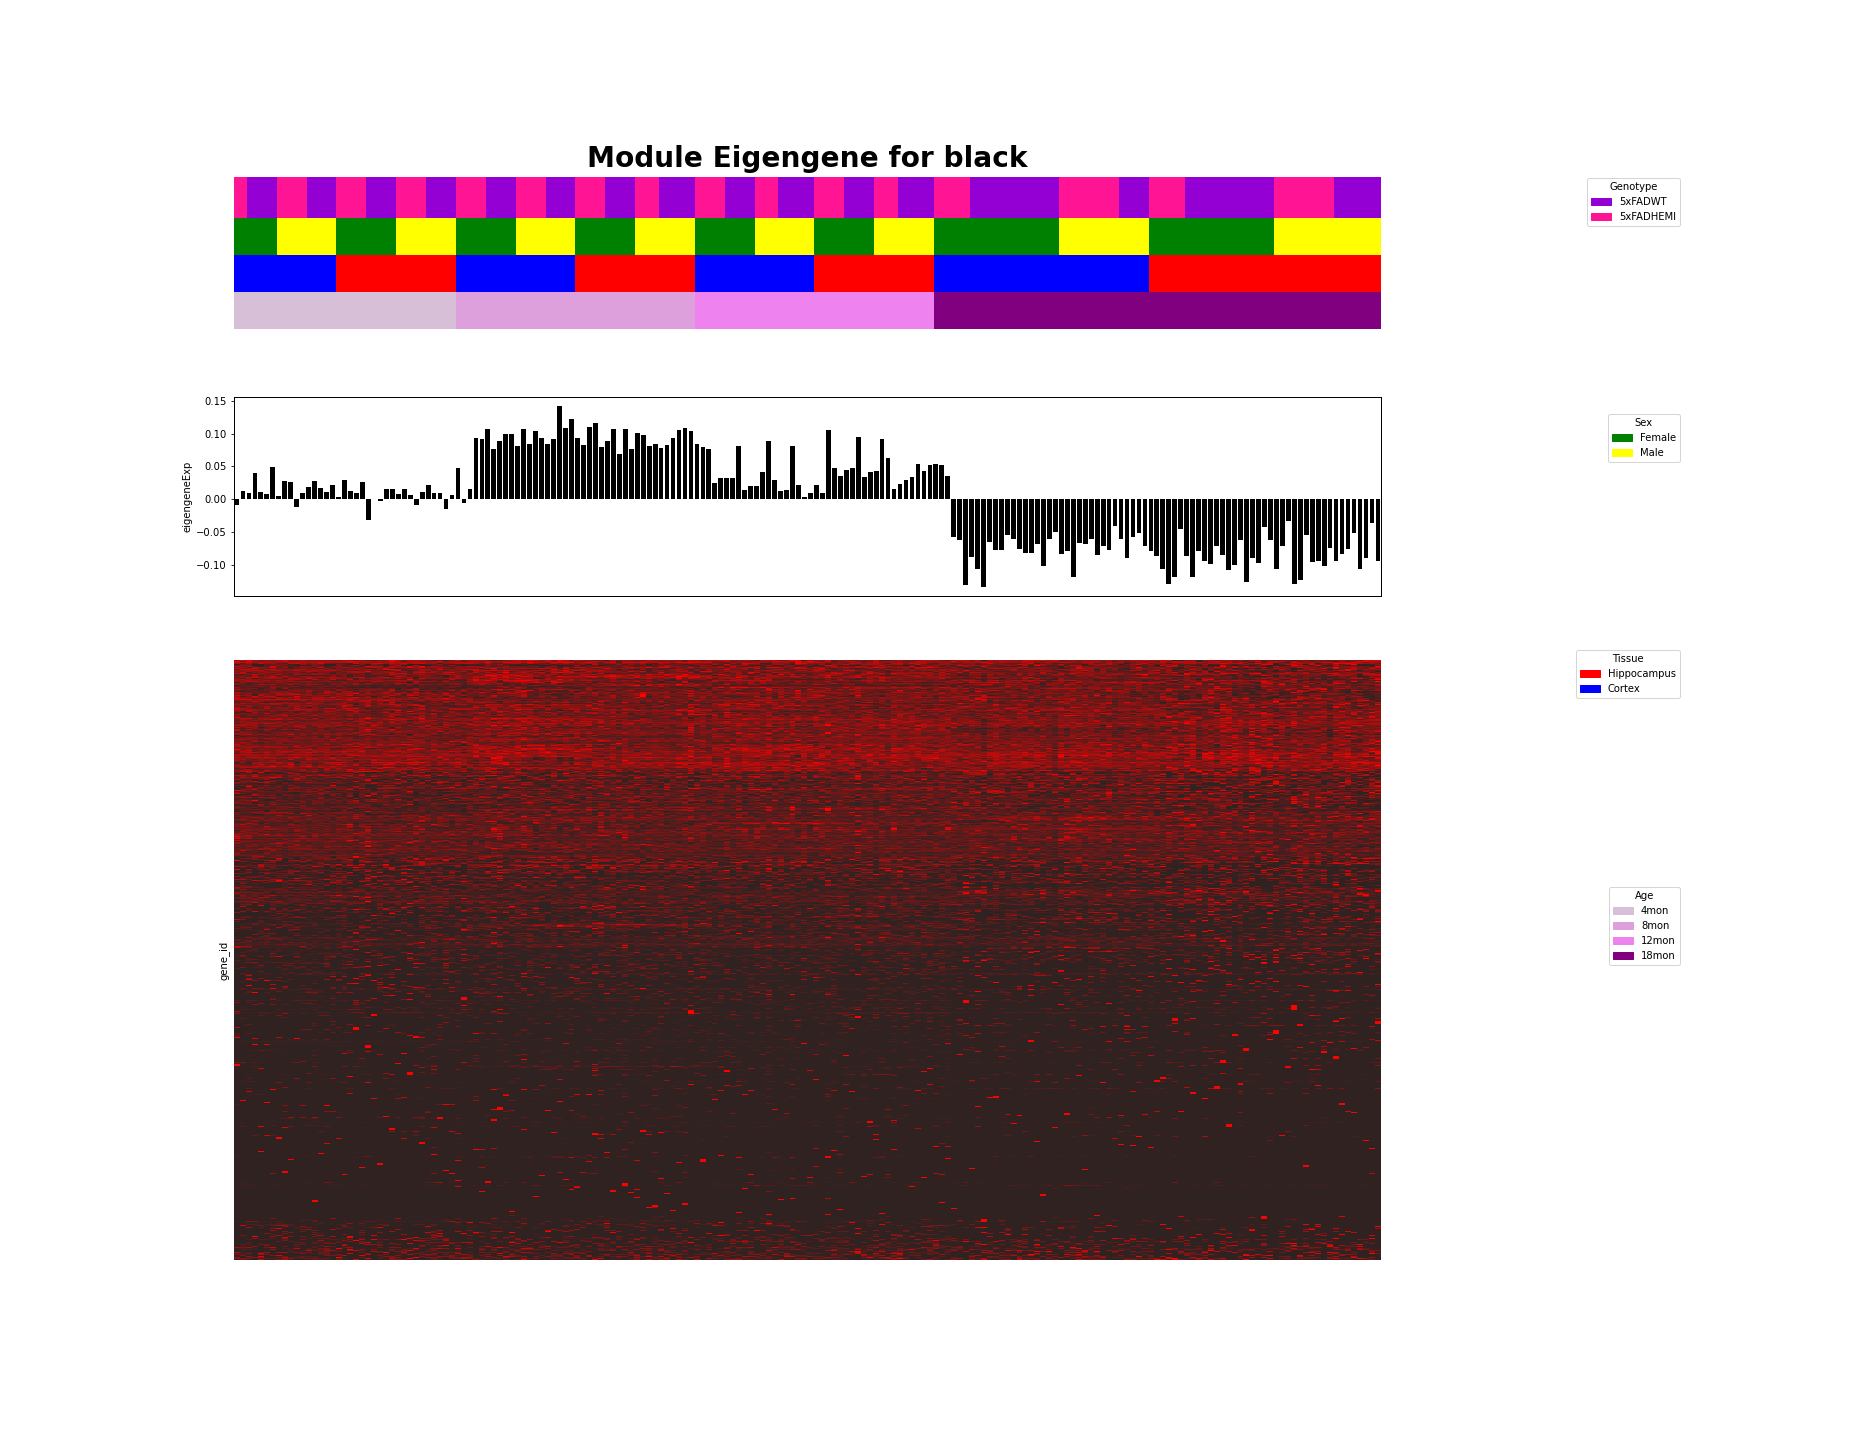 Module Eigengene for black
Genotype
5xFADWT
5xFADHEMI
0.15
0.10
0.05
0.00
−0.05
−0.10
eigengeneExp
Sex
Female
Male
Tissue
Hippocampus
Cortex
gene_id
Age
4mon
8mon
12mon
18mon